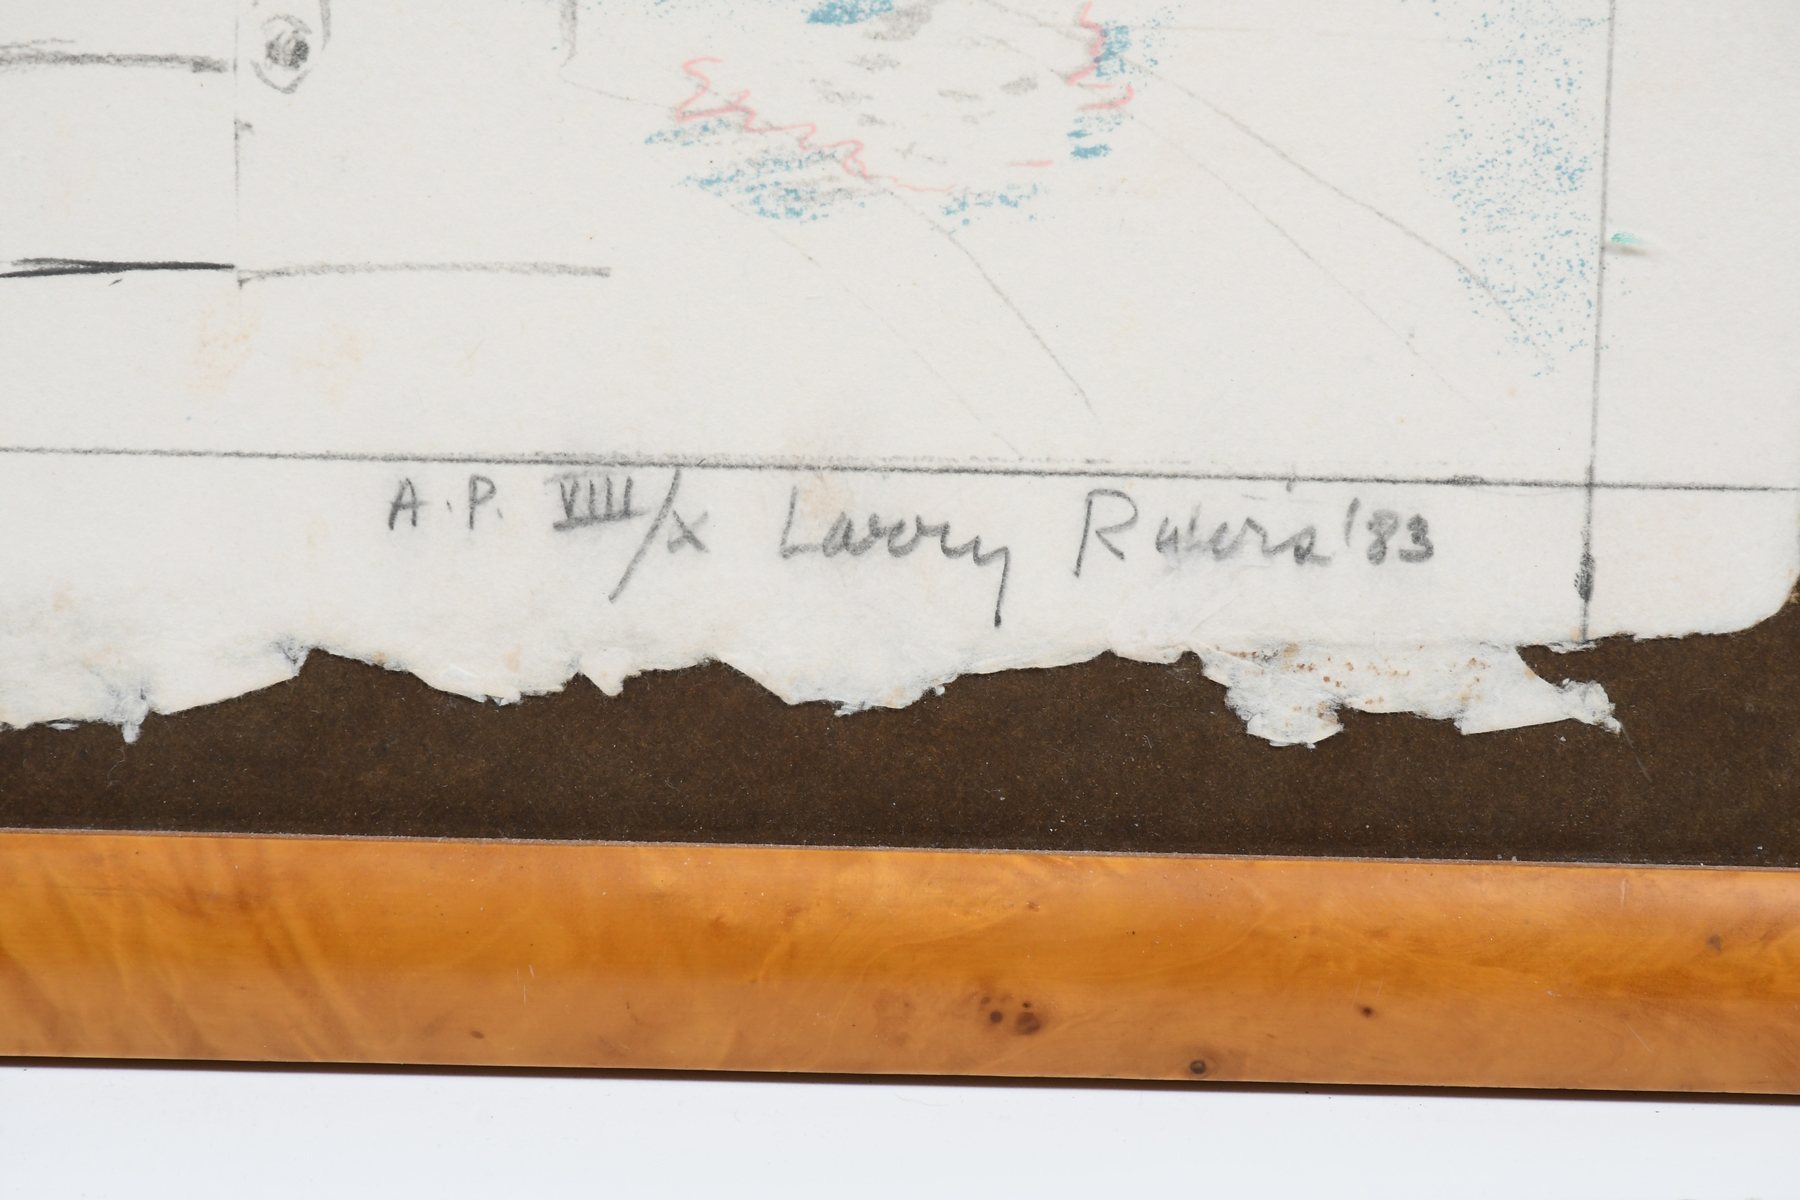 A.P. VIIII/X Larry Rivers '83